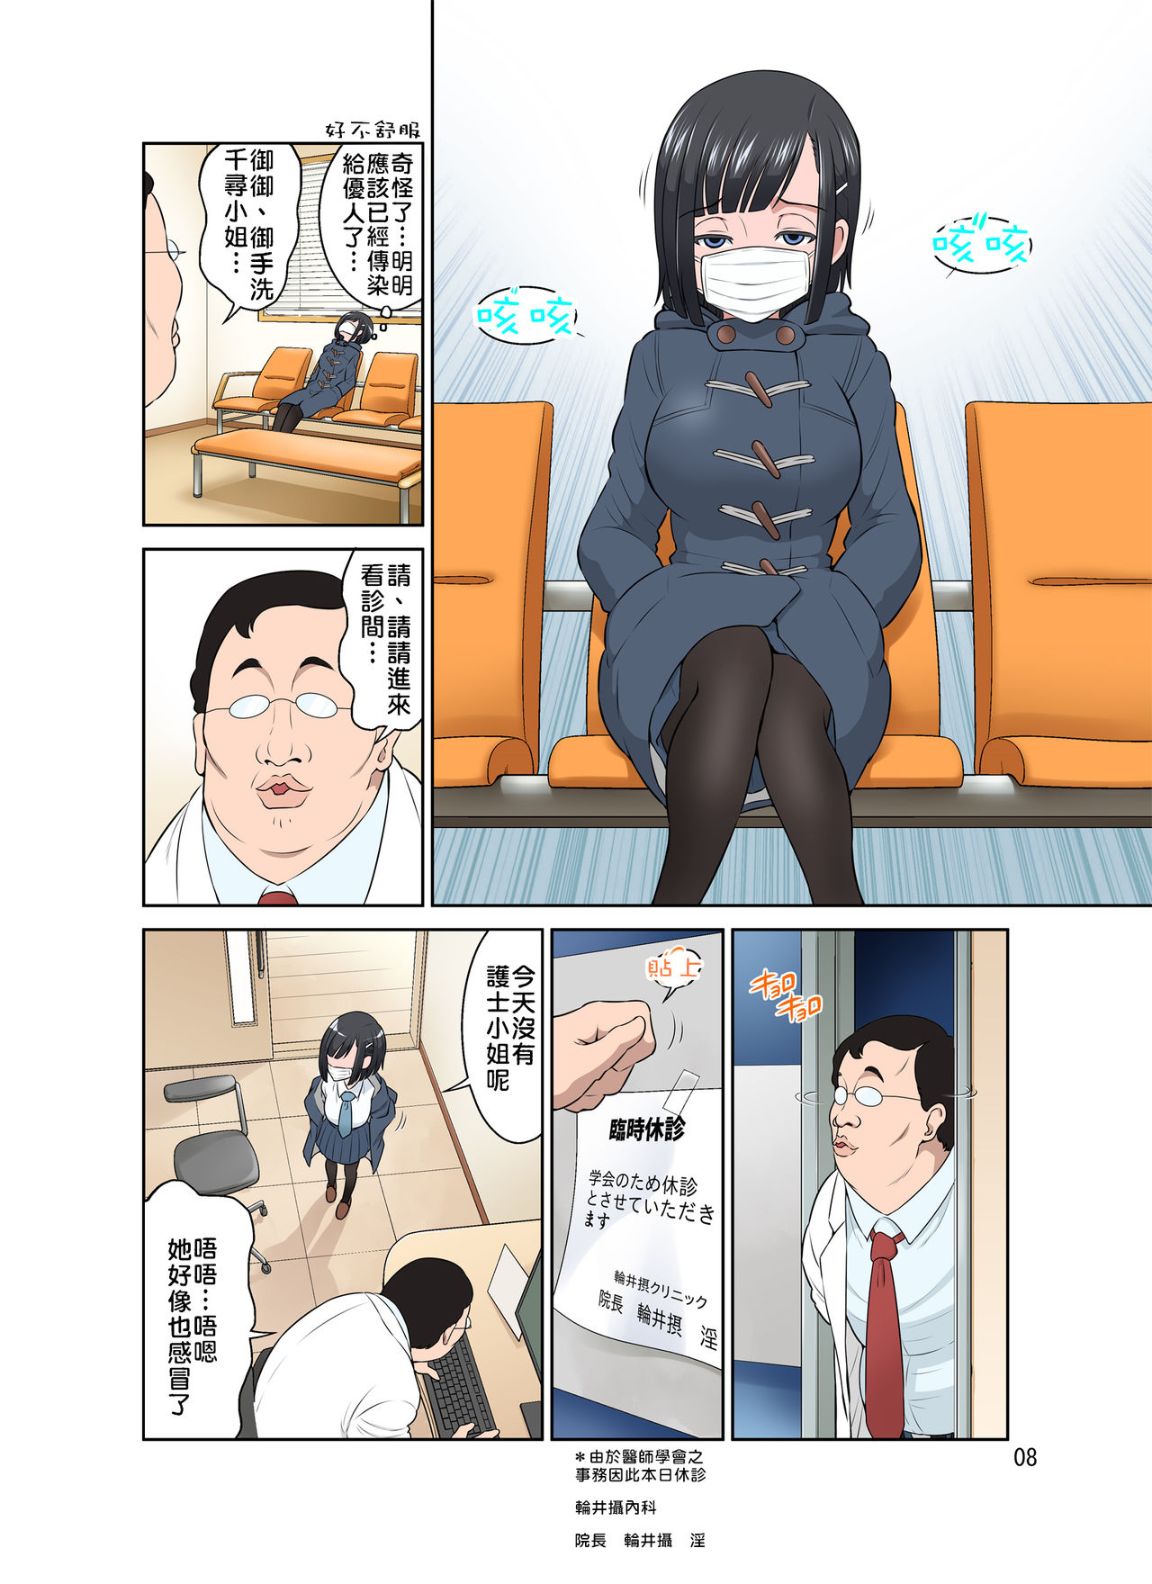 咳咳
咳咳
好不舒服
奇怪了…明明
應該已經傳染
給優人了…
御御、御手洗
千尋小姐…
請、請請進來
看診間…
キョロ
キョロ
貼上
臨時休診
学会のため休診
とさせていただき
ます
輪井摂クリニック
院長　輪井摂　淫
今天沒有
護士小姐呢
唔唔…唔嗯
她好像也感冒了
＊由於醫師學會之
事務因此本日休診
輪井攝內科
院長　輪井攝　淫
08